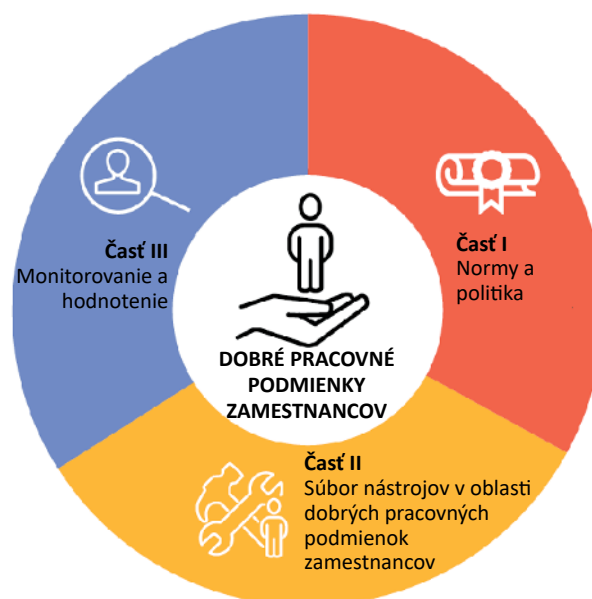 Časť I
Normy a
politika
Časť II
Súbor nástrojov v oblasti
dobrých pracovných
podmienok
zamestnancov
Časť III
Monitorovanie a
hodnotenie
DOBRÉ PRACOVNÉ
PODMIENKY
ZAMESTNANCOV